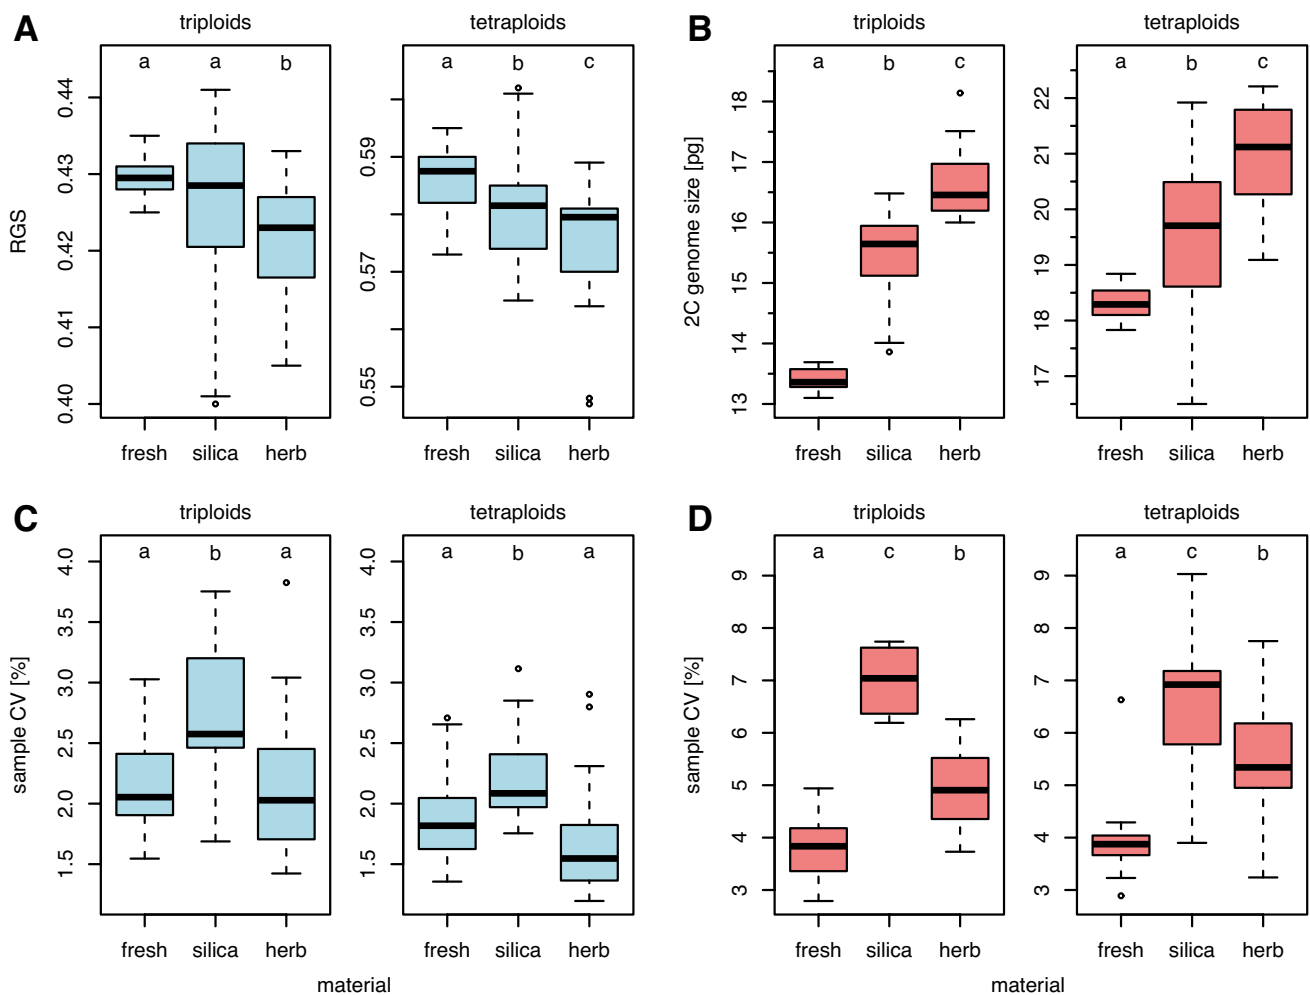 A
triploids
tetraploids
B
triploids
tetraploids
a a b
a b c
a b c
a b c
RGS
0.44
0.43
0.42
0.41
0.40
0.59
0.57
0.55
2C genome size [pg]
18
17
16
15
14
13
22
21
20
19
18
17
fresh silica herb
fresh silica herb
fresh silica herb
fresh silica herb
C
triploids
tetraploids
D
triploids
tetraploids
a b a
a b a
a c b
a c b
sample CV [%]
4.0
3.5
3.0
2.5
2.0
1.5
4.0
3.5
3.0
2.5
2.0
1.5
sample CV [%]
9
8
7
6
5
4
3
9
8
7
6
5
4
3
fresh silica herb
fresh silica herb
fresh silica herb
fresh silica herb
material
material